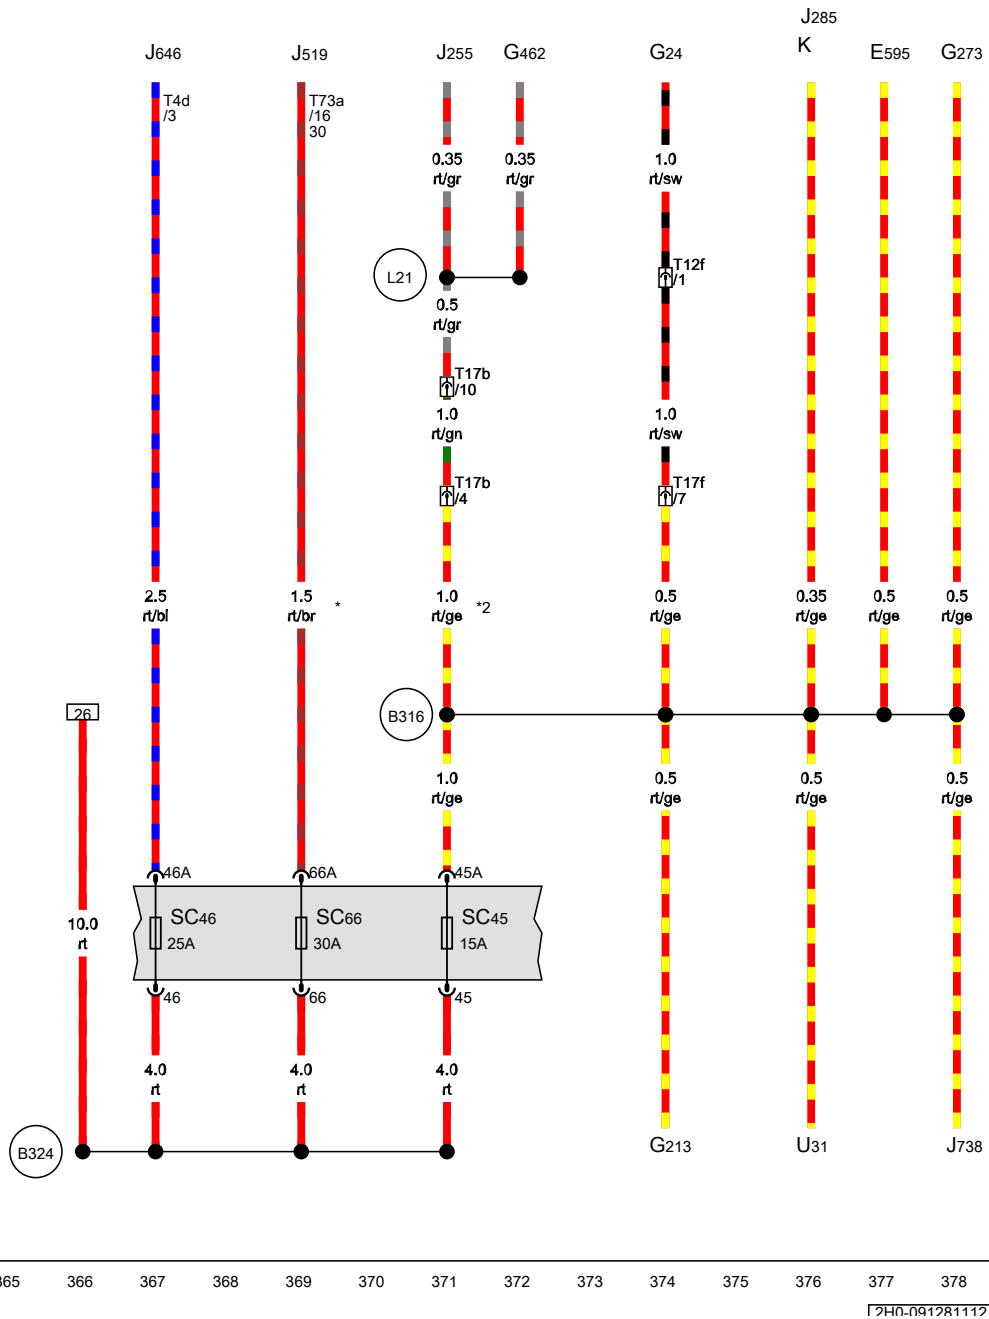 J285
J646
J519
J255
G462
G24
K
E595
G273
T4d
/3
T73a
/16
30
0.35
rt/gr
0.35
rt/gr
1.0
rt/sw
L21
T12f
/1
0.5
rt/gr
T17b
/10
1.0
rt/gn
1.0
rt/sw
T17b
/4
T17f
/7
2.5
rt/bl
1.5
rt/br
*
1.0
rt/ge
*2
0.5
rt/ge
0.35
rt/ge
0.5
rt/ge
0.5
rt/ge
26
B316
1.0
rt/ge
0.5
rt/ge
0.5
rt/ge
0.5
rt/ge
46A
66A
45A
10.0
rt
SC46
25A
SC66
30A
SC45
15A
46
66
45
4.0
rt
4.0
rt
4.0
rt
B324
G213
U31
J738
365 366 367 368 369 370 371 372 373 374 375 376 377 378
2H0-091281112